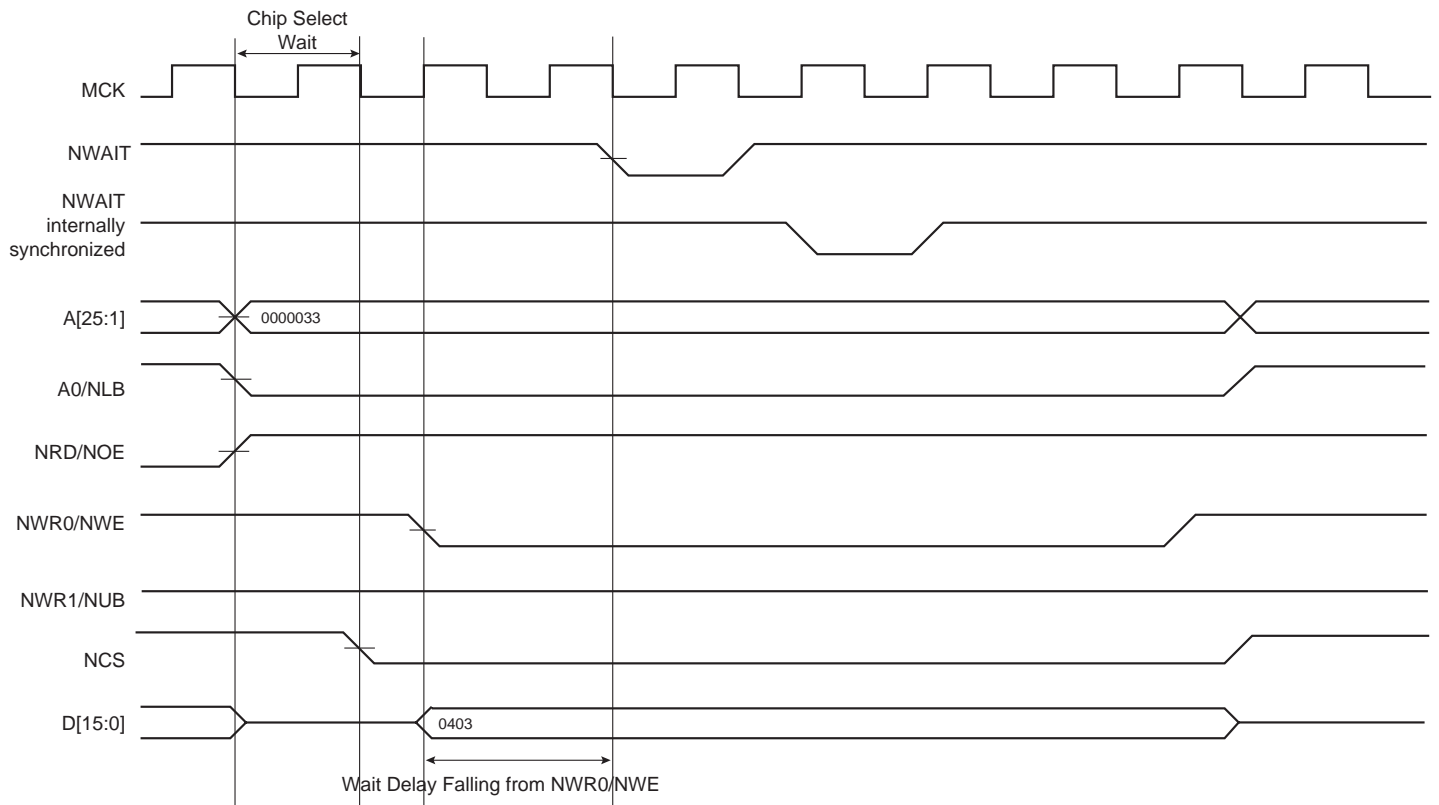 Chip Select
Wait
MCK
NWAIT
NWAIT
internally
synchronized
A[25:1]
0000033
A0/NLB
NRD/NOE
NWR0/NWE
NWR1/NUB
NCS
D[15:0]
0403
Wait Delay Falling from NWR0/NWE